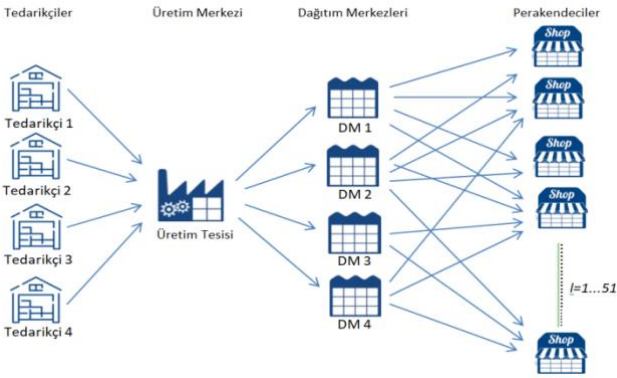 Tedarikçiler
Üretim Merkezi
Dağıtım Merkezleri
Perakendeciler
Tedarikçi 1
Tedarikçi 2
Tedarikçi 3
Tedarikçi 4
Üretim Tesisi
DM 1
DM 2
DM 3
DM 4
Shop
Shop
Shop
Shop
l=1...51
Shop